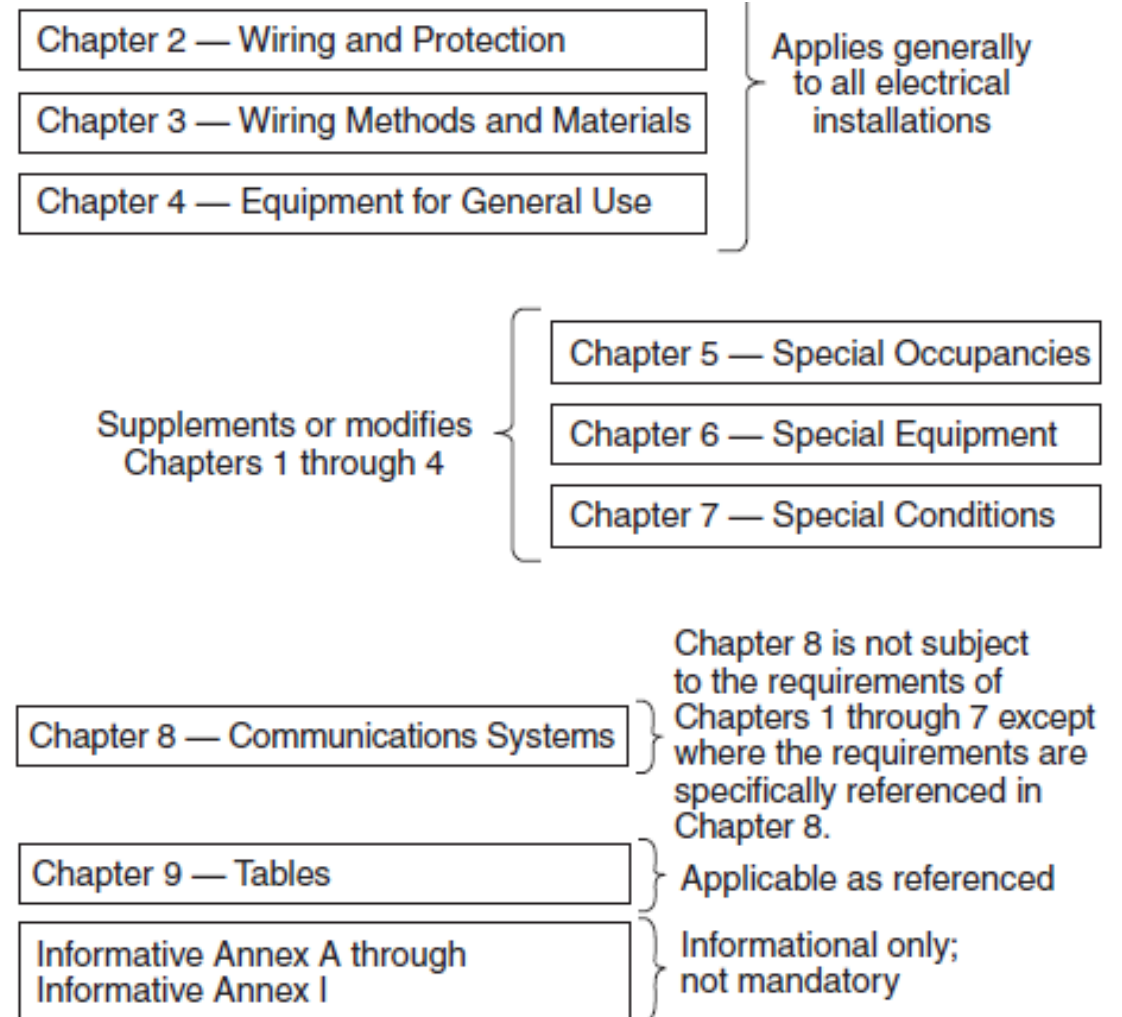 Chapter 2 — Wiring and Protection
Chapter 3 — Wiring Methods and Materials
Chapter 4 — Equipment for General Use
Applies generally
to all electrical
installations
Supplements or modifies
Chapters 1 through 4
Chapter 5 — Special Occupancies
Chapter 6 — Special Equipment
Chapter 7 — Special Conditions
Chapter 8 — Communications Systems
Chapter 8 is not subject
to the requirements of
Chapters 1 through 7 except
where the requirements are
specifically referenced in
Chapter 8.
Chapter 9 — Tables
Applicable as referenced
Informative Annex A through
Informative Annex I
Informational only;
not mandatory